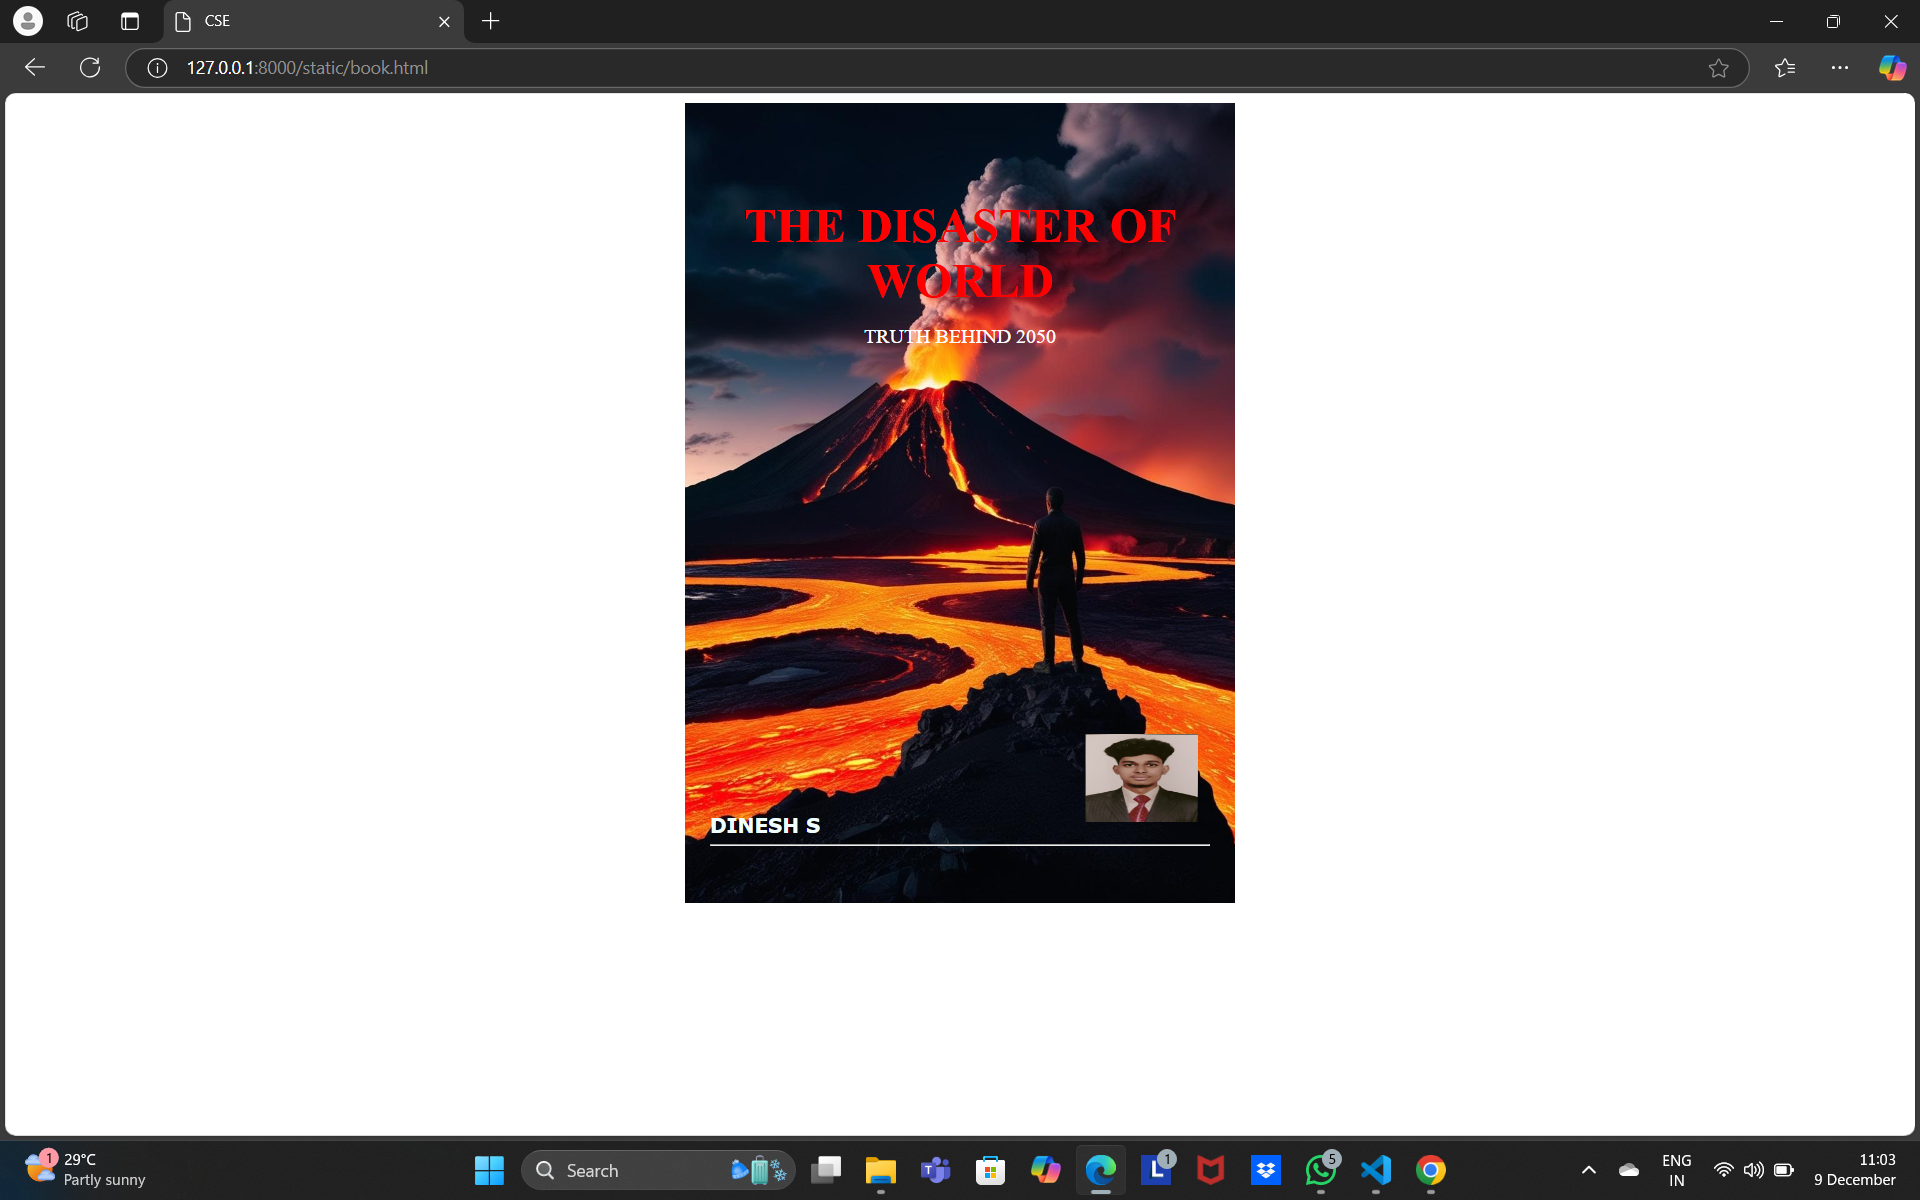 CSE
127.0.0.1:8000/static/book.html
THE DISASTER OF
WORLD
TRUTH BEHIND 2050
DINESH S
1
29°C
Partly sunny
Search
1
L
5
ENG
IN
11:03
9 December